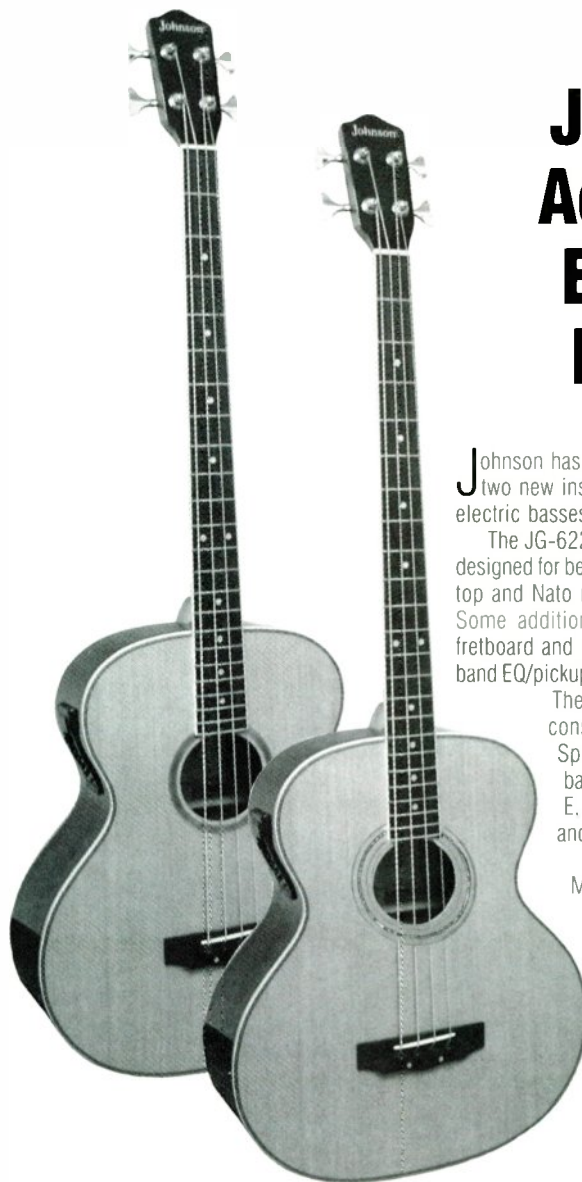 Johnson
Johnson
J
Ac
E
Johnson has
two new ins
electric basses
The JG-622
designed for be
top and Nato
Some addition
fretboard and
band EQ/pickup
The
cons
Sp
ba
E,
and
M